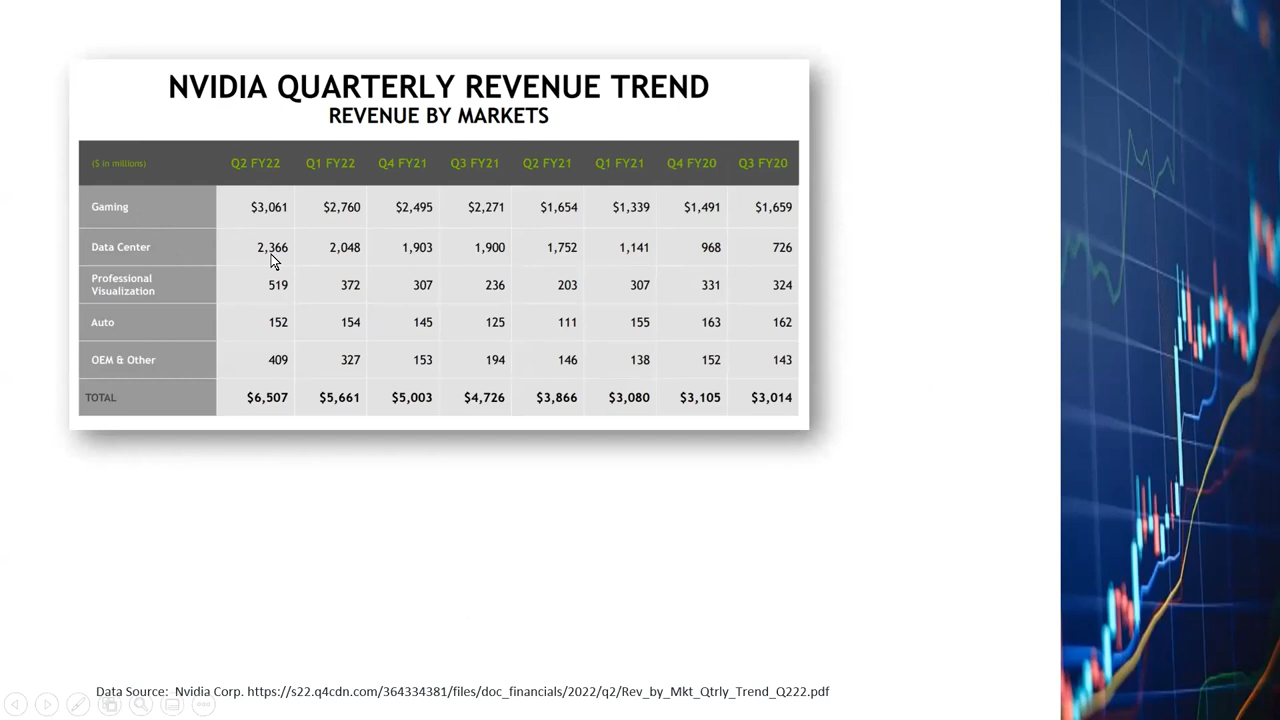 NVIDIA QUARTERLY REVENUE TREND
REVENUE BY MARKETS
($ in millions) Q2 FY22 Q1 FY22 Q4 FY21 Q3 FY21 Q2 FY21 Q1 FY21 Q4 FY20 Q3 FY20
Gaming $3,061 $2,760 $2,495 $2,271 $1,654 $1,339 $1,491 $1,659
Data Center 2,366 2,048 1,903 1,900 1,752 1,141 968 726
Professional
Visualization 519 372 307 236 203 307 331 324
Auto 152 154 145 125 111 155 163 162
OEM & Other 409 327 153 194 146 138 152 143
TOTAL $6,507 $5,661 $5,003 $4,726 $3,866 $3,080 $3,105 $3,014
Data Source: Nvidia Corp. https://s22.q4cdn.com/364334381/files/doc_financials/2022/q2/Rev_by_Mkt_Qtrly_Trend_Q222.pdf